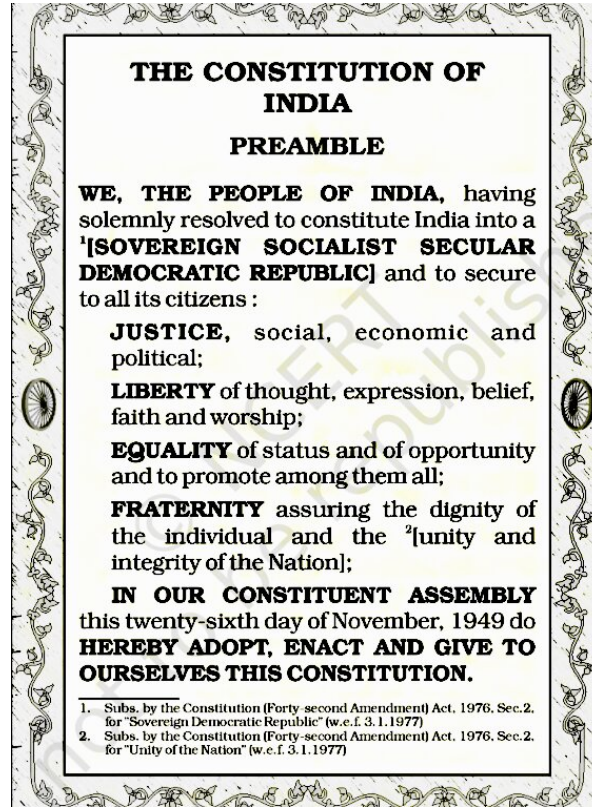 THE CONSTITUTION OF
INDIA
PREAMBLE
WE, THE PEOPLE OF INDIA, having
solemnly resolved to constitute India into a
¹[SOVEREIGN SOCIALIST SECULAR
DEMOCRATIC REPUBLIC] and to secure
to all its citizens :
JUSTICE, social, economic and
political;
LIBERTY of thought, expression, belief,
faith and worship;
EQUALITY of status and of opportunity
and to promote among them all;
FRATERNITY assuring the dignity of
the individual and the ²[unity and
integrity of the Nation];
IN OUR CONSTITUENT ASSEMBLY
this twenty-sixth day of November, 1949 do
HEREBY ADOPT, ENACT AND GIVE TO
OURSELVES THIS CONSTITUTION.
1. Subs. by the Constitution (Forty-second Amendment) Act, 1976, Sec.2,
for "Sovereign Democratic Republic" (w.e.f. 3.1.1977)
2. Subs. by the Constitution (Forty-second Amendment) Act, 1976, Sec.2,
for "Unity of the Nation" (w.e.f. 3.1.1977)
© NCERT
not to be republished